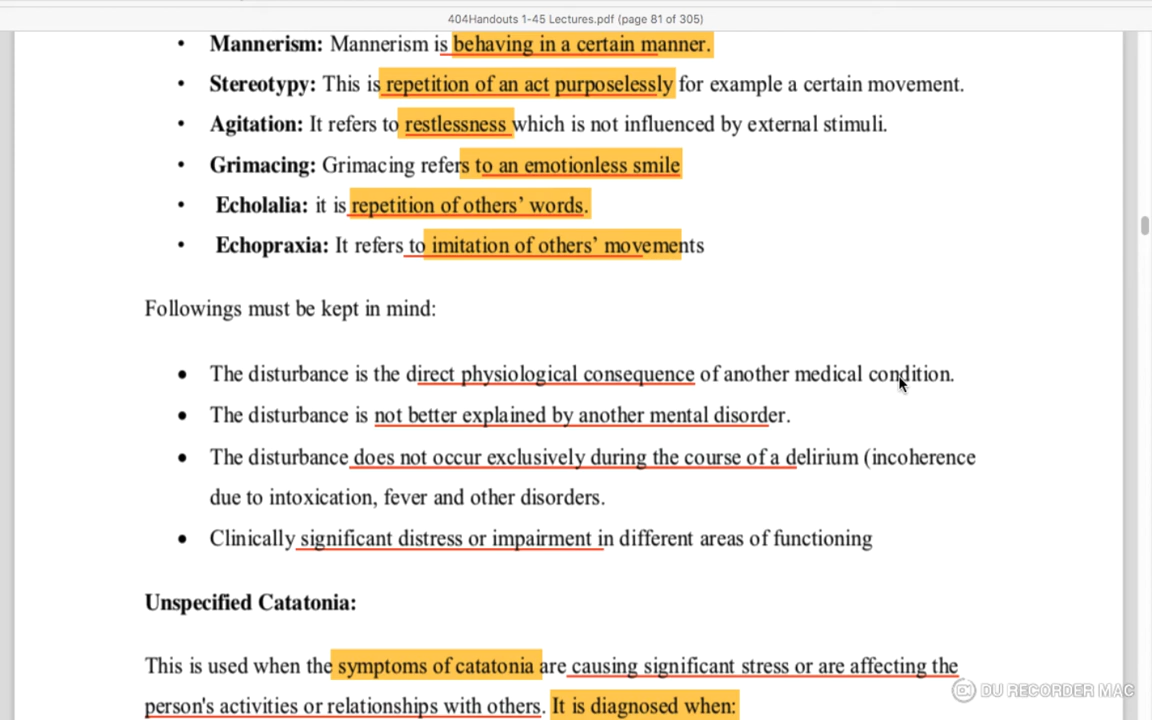 404Handouts 1-45 Lectures.pdf (page 81 of 305)
• Mannerism: Mannerism is behaving in a certain manner.
• Stereotypy: This is repetition of an act purposelessly for example a certain movement.
• Agitation: It refers to restlessness which is not influenced by external stimuli.
• Grimacing: Grimacing refers to an emotionless smile
• Echolalia: it is repetition of others’ words.
• Echopraxia: It refers to imitation of others’ movements
Followings must be kept in mind:
• The disturbance is the direct physiological consequence of another medical condition.
• The disturbance is not better explained by another mental disorder.
• The disturbance does not occur exclusively during the course of a delirium (incoherence
due to intoxication, fever and other disorders.
• Clinically significant distress or impairment in different areas of functioning
Unspecified Catatonia:
This is used when the symptoms of catatonia are causing significant stress or are affecting the
person's activities or relationships with others. It is diagnosed when:
DU RECORDER MAC